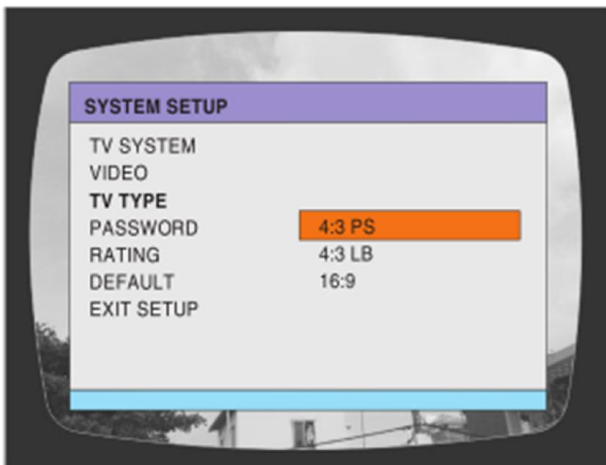 SYSTEM SETUP
TV SYSTEM
VIDEO
TV TYPE
PASSWORD
4:3 PS
RATING
4:3 LB
DEFAULT
16:9
EXIT SETUP